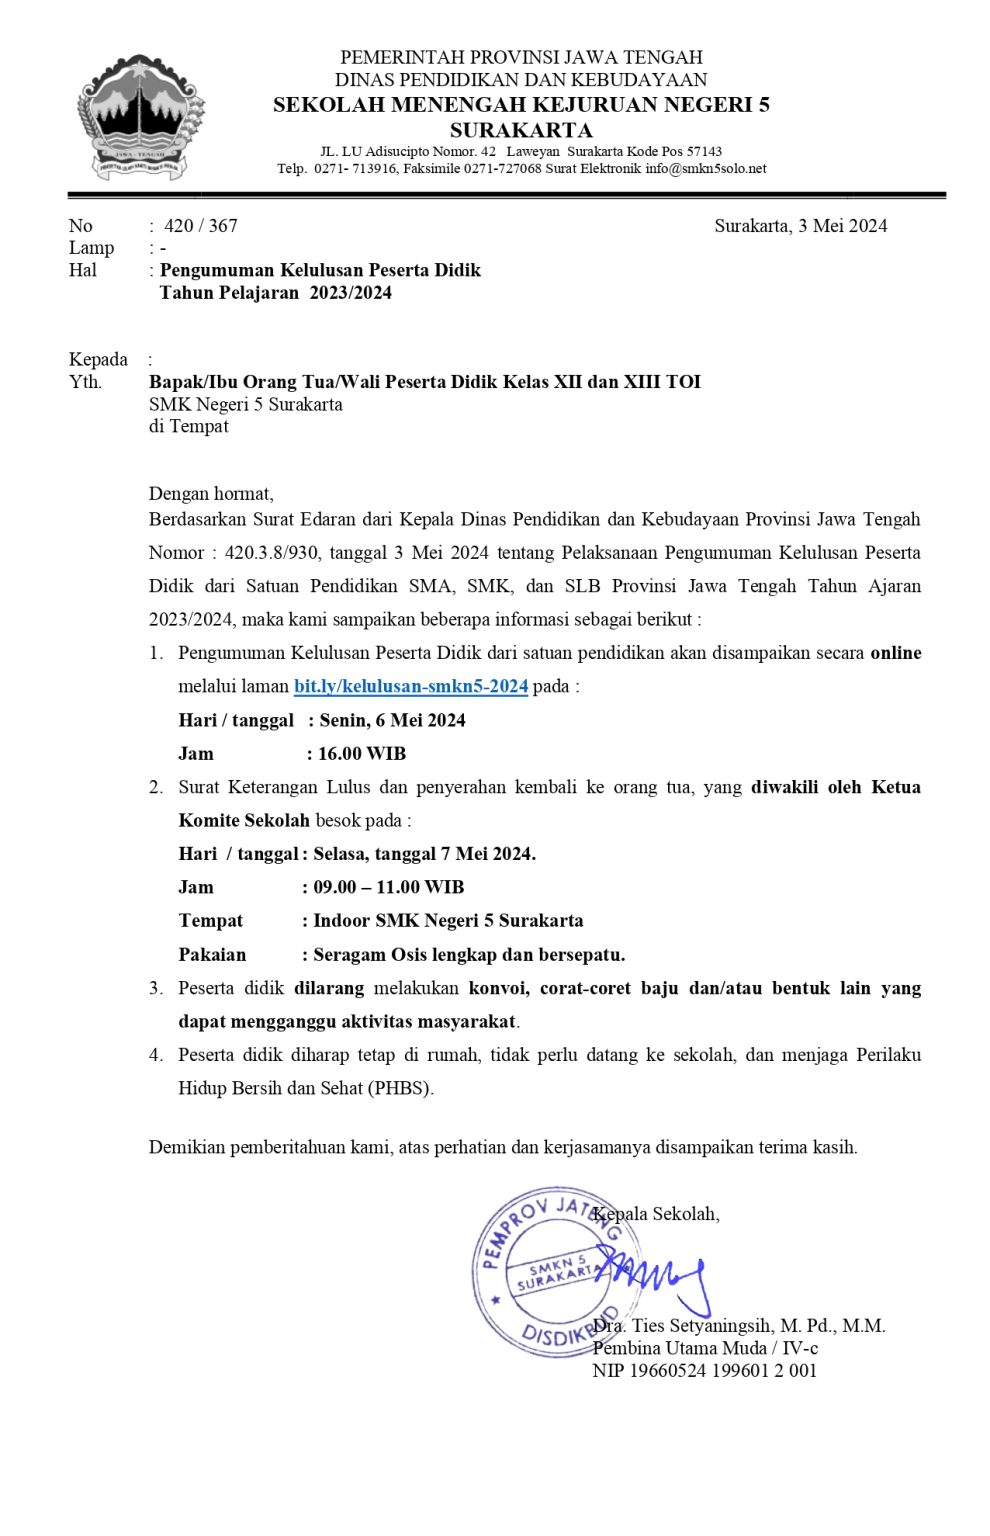 PEMERINTAH PROVINSI JAWA TENGAH
DINAS PENDIDIKAN DAN KEBUDAYAAN
SEKOLAH MENENGAH KEJURUAN NEGERI 5
SURAKARTA
JL. LU Adisucipto Nomor. 42 Laweyan Surakarta Kode Pos 57143
Telp. 0271- 713916, Faksimile 0271-727068 Surat Elektronik info@smkn5solo.net
JAWA - TENGAH
No : 420 / 367 Surakarta, 3 Mei 2024
Lamp : -
Hal : Pengumuman Kelulusan Peserta Didik
Tahun Pelajaran 2023/2024
Kepada :
Yth. Bapak/Ibu Orang Tua/Wali Peserta Didik Kelas XII dan XIII TOI
SMK Negeri 5 Surakarta
di Tempat
Dengan hormat,
Berdasarkan Surat Edaran dari Kepala Dinas Pendidikan dan Kebudayaan Provinsi Jawa Tengah
Nomor : 420.3.8/930, tanggal 3 Mei 2024 tentang Pelaksanaan Pengumuman Kelulusan Peserta
Didik dari Satuan Pendidikan SMA, SMK, dan SLB Provinsi Jawa Tengah Tahun Ajaran
2023/2024, maka kami sampaikan beberapa informasi sebagai berikut :
1. Pengumuman Kelulusan Peserta Didik dari satuan pendidikan akan disampaikan secara online
melalui laman bit.ly/kelulusan-smkn5-2024 pada :
Hari / tanggal : Senin, 6 Mei 2024
Jam : 16.00 WIB
2. Surat Keterangan Lulus dan penyerahan kembali ke orang tua, yang diwakili oleh Ketua
Komite Sekolah besok pada :
Hari / tanggal : Selasa, tanggal 7 Mei 2024.
Jam : 09.00 – 11.00 WIB
Tempat : Indoor SMK Negeri 5 Surakarta
Pakaian : Seragam Osis lengkap dan bersepatu.
3. Peserta didik dilarang melakukan konvoi, corat-coret baju dan/atau bentuk lain yang
dapat mengganggu aktivitas masyarakat.
4. Peserta didik diharap tetap di rumah, tidak perlu datang ke sekolah, dan menjaga Perilaku
Hidup Bersih dan Sehat (PHBS).
Demikian pemberitahuan kami, atas perhatian dan kerjasamanya disampaikan terima kasih.
Kepala Sekolah,
PEMPROV JATENG
SMKN 5
SURAKARTA
DISDIKBUD
Dra. Ties Setyaningsih, M. Pd., M.M.
Pembina Utama Muda / IV-c
NIP 19660524 199601 2 001